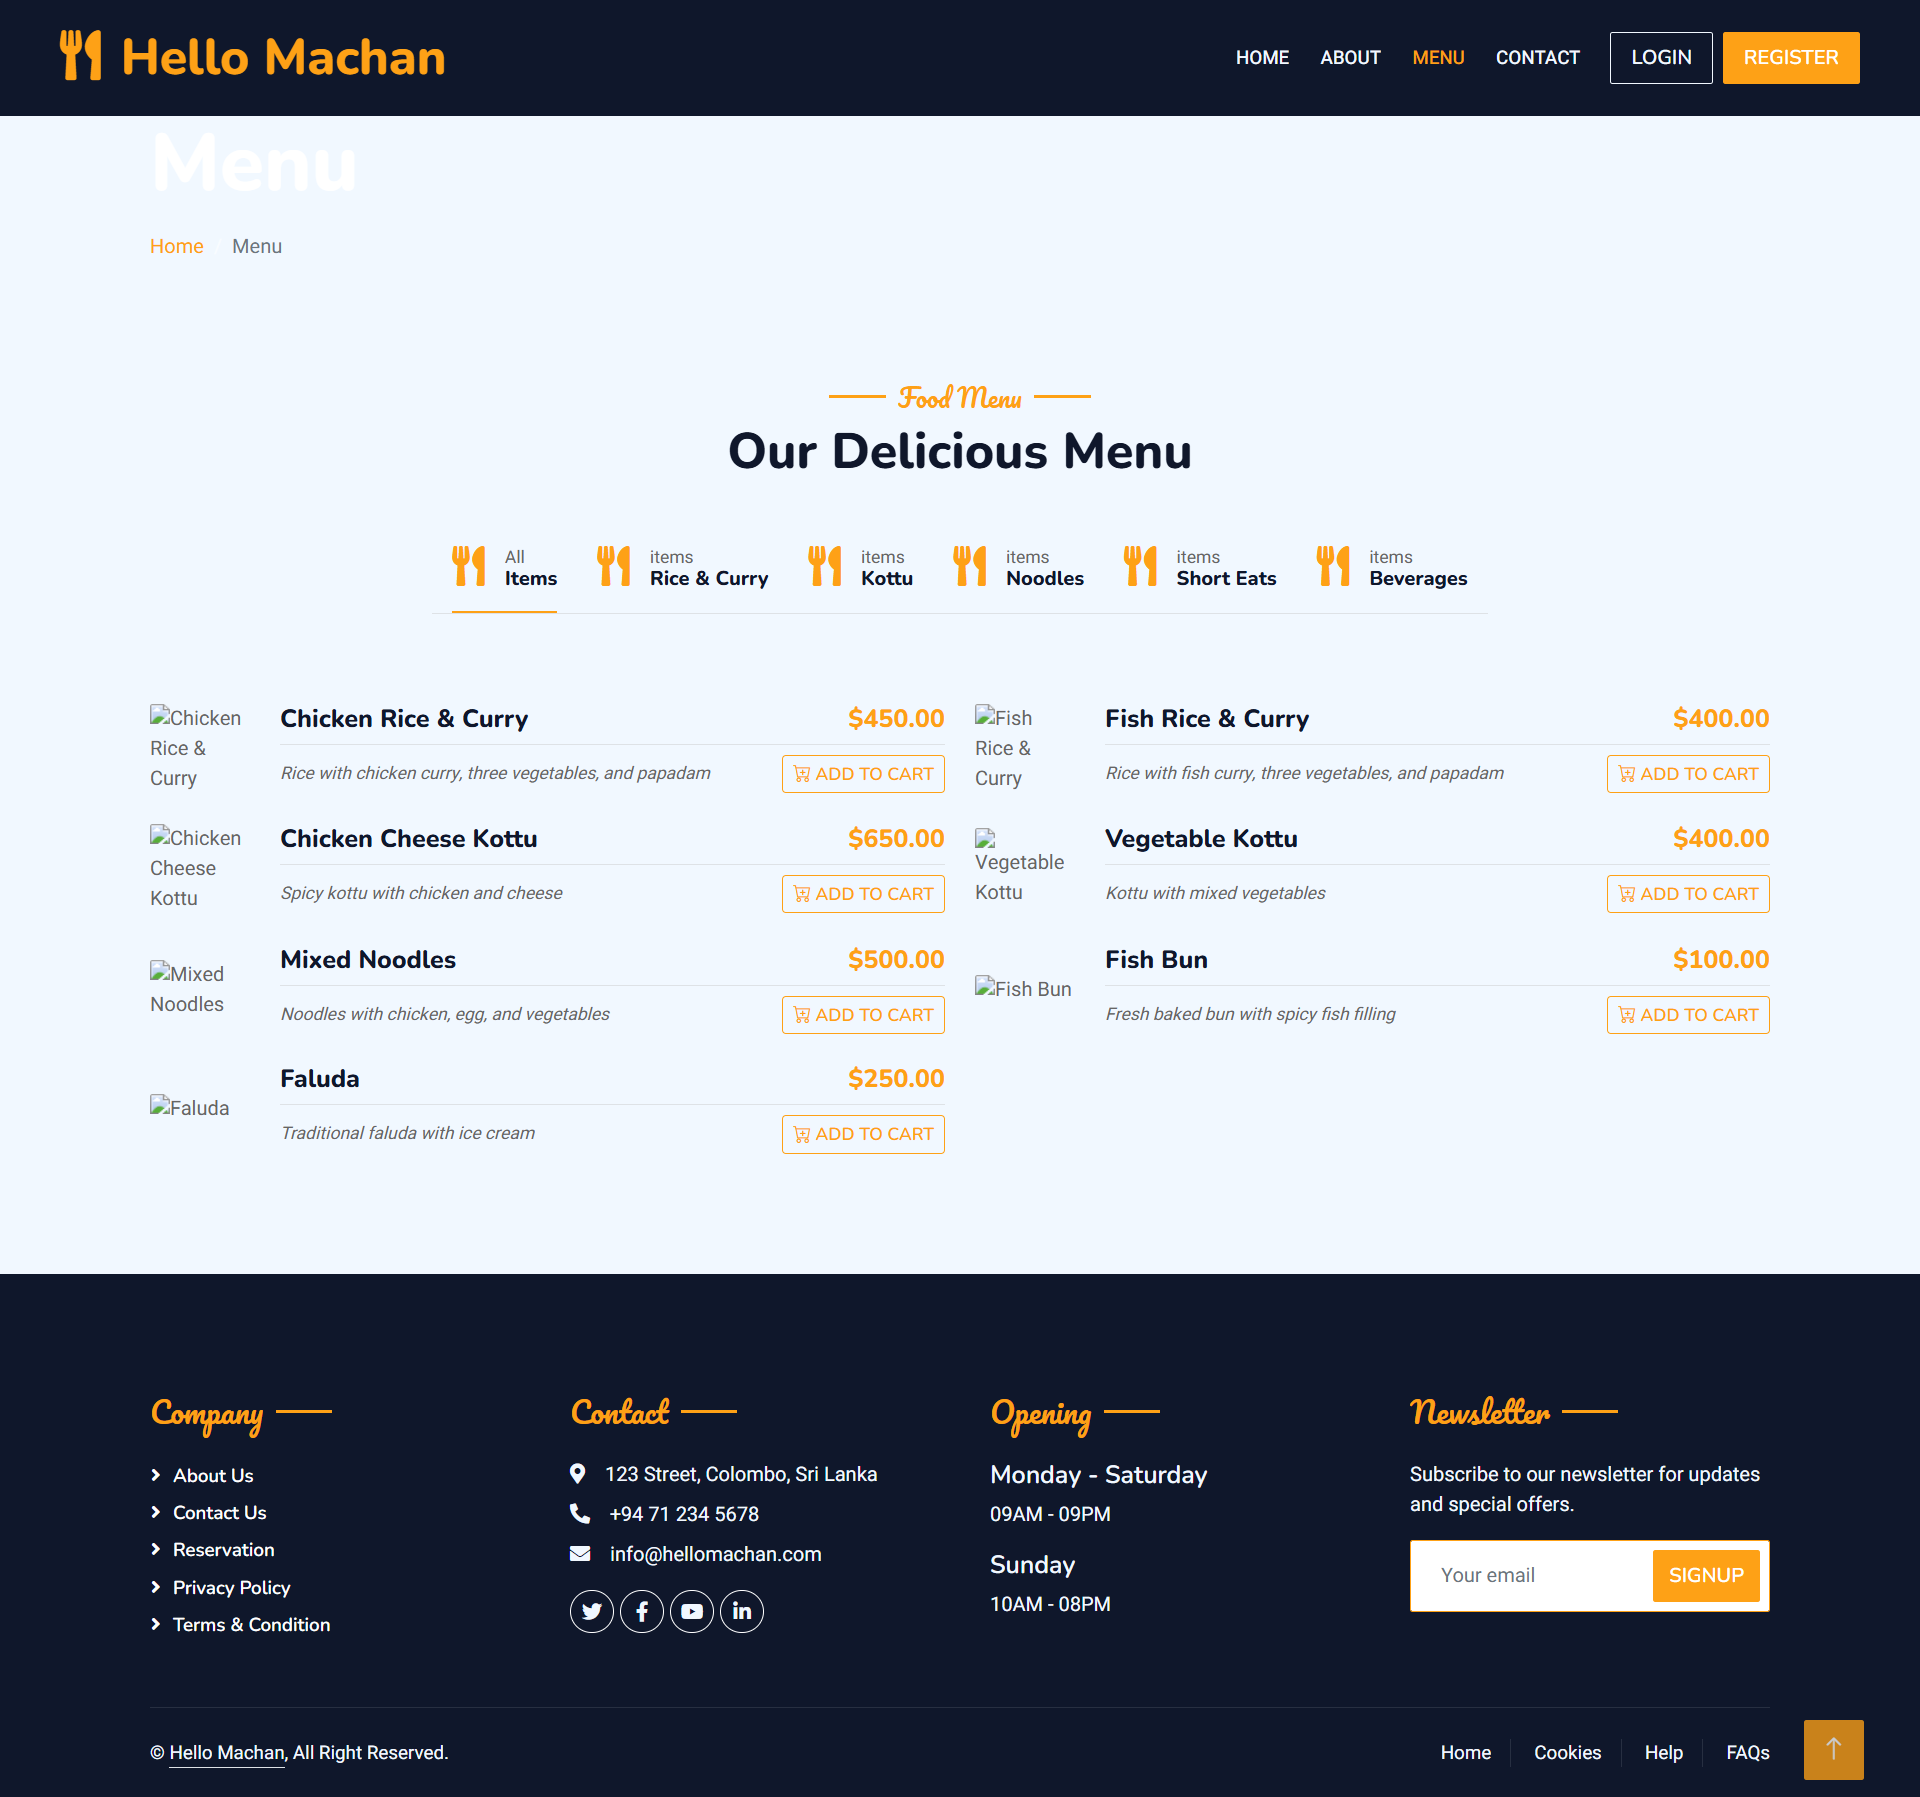 Hello Machan
HOME ABOUT MENU CONTACT LOGIN REGISTER
Menu
Home / Menu
Food Menu
Our Delicious Menu
All
Items
items
Rice & Curry
items
Kottu
items
Noodles
items
Short Eats
items
Beverages
Chicken Rice & Curry
Chicken Rice & Curry $450.00
Rice with chicken curry, three vegetables, and papadam
ADD TO CART
Fish Rice & Curry
Fish Rice & Curry $400.00
Rice with fish curry, three vegetables, and papadam
ADD TO CART
Chicken Cheese Kottu
Chicken Cheese Kottu $650.00
Spicy kottu with chicken and cheese
ADD TO CART
Vegetable Kottu
Vegetable Kottu $400.00
Kottu with mixed vegetables
ADD TO CART
Mixed Noodles
Mixed Noodles $500.00
Noodles with chicken, egg, and vegetables
ADD TO CART
Fish Bun
Fish Bun $100.00
Fresh baked bun with spicy fish filling
ADD TO CART
Faluda
Faluda $250.00
Traditional faluda with ice cream
ADD TO CART
Company
About Us
Contact Us
Reservation
Privacy Policy
Terms & Condition
Contact
123 Street, Colombo, Sri Lanka
+94 71 234 5678
info@hellomachan.com
Opening
Monday - Saturday
09AM - 09PM
Sunday
10AM - 08PM
Newsletter
Subscribe to our newsletter for updates
and special offers.
Your email SIGNUP
© Hello Machan, All Right Reserved.
Home Cookies Help FAQs